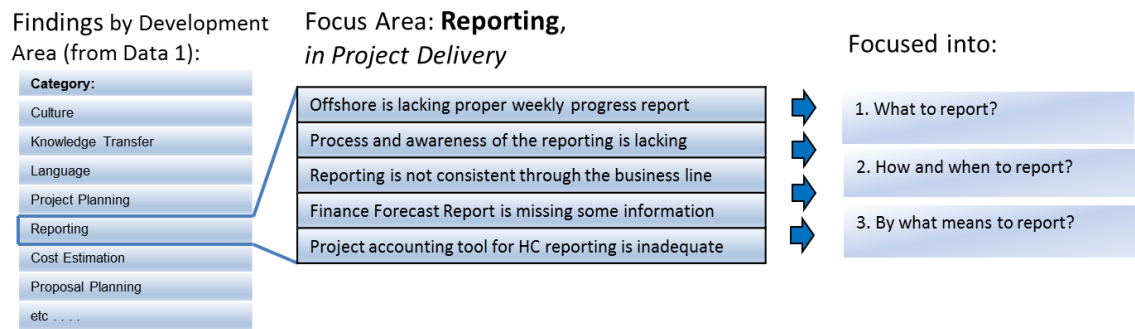 Findings by Development
Area (from Data 1):
Category:
Culture
Knowledge Transfer
Language
Project Planning
Reporting
Cost Estimation
Proposal Planning
etc . . . .
Focus Area: Reporting,
in Project Delivery
Offshore is lacking proper weekly progress report
Process and awareness of the reporting is lacking
Reporting is not consistent through the business line
Finance Forecast Report is missing some information
Project accounting tool for HC reporting is inadequate
Focused into:
1. What to report?
2. How and when to report?
3. By what means to report?